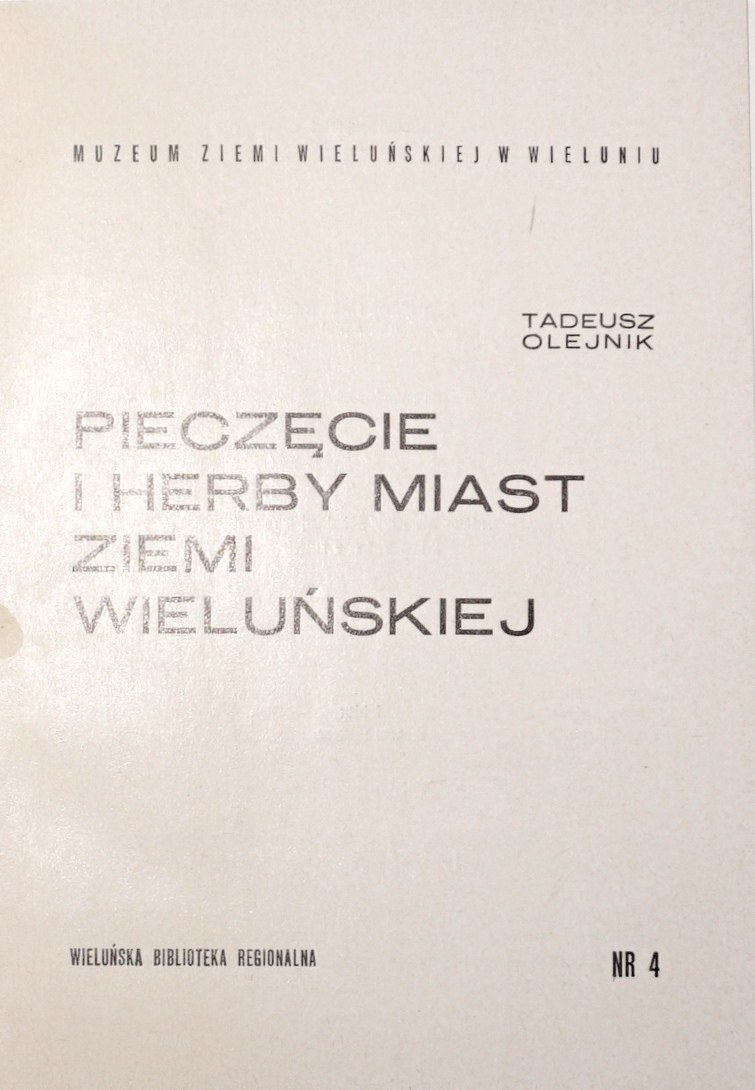 MUZEUM ZIEMI WIELUŃSKIEJ W WIELUNIU
TADEUSZ
OLEJNIK
PIECZĘCIE
I HERBY MIAST
ZIEMI
WIELUŃSKIEJ
WIELUŃSKA BIBLIOTEKA REGIONALNA
NR 4